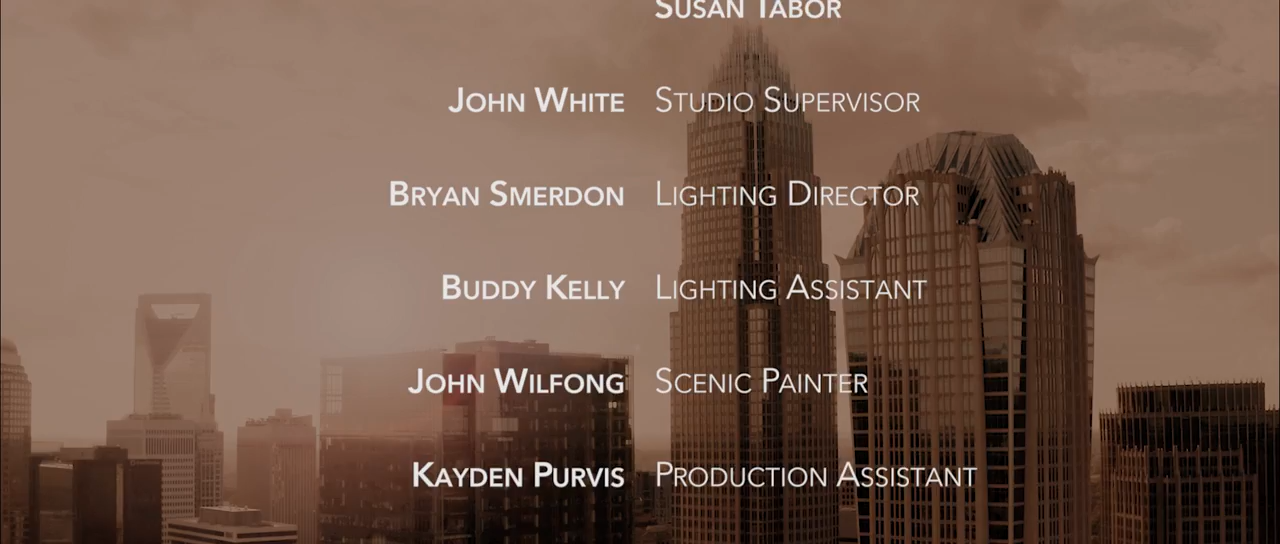 Susan Tabor
John White Studio Supervisor
Bryan Smerdon Lighting Director
Buddy Kelly Lighting Assistant
John Wilfong Scenic Painter
Kayden Purvis Production Assistant